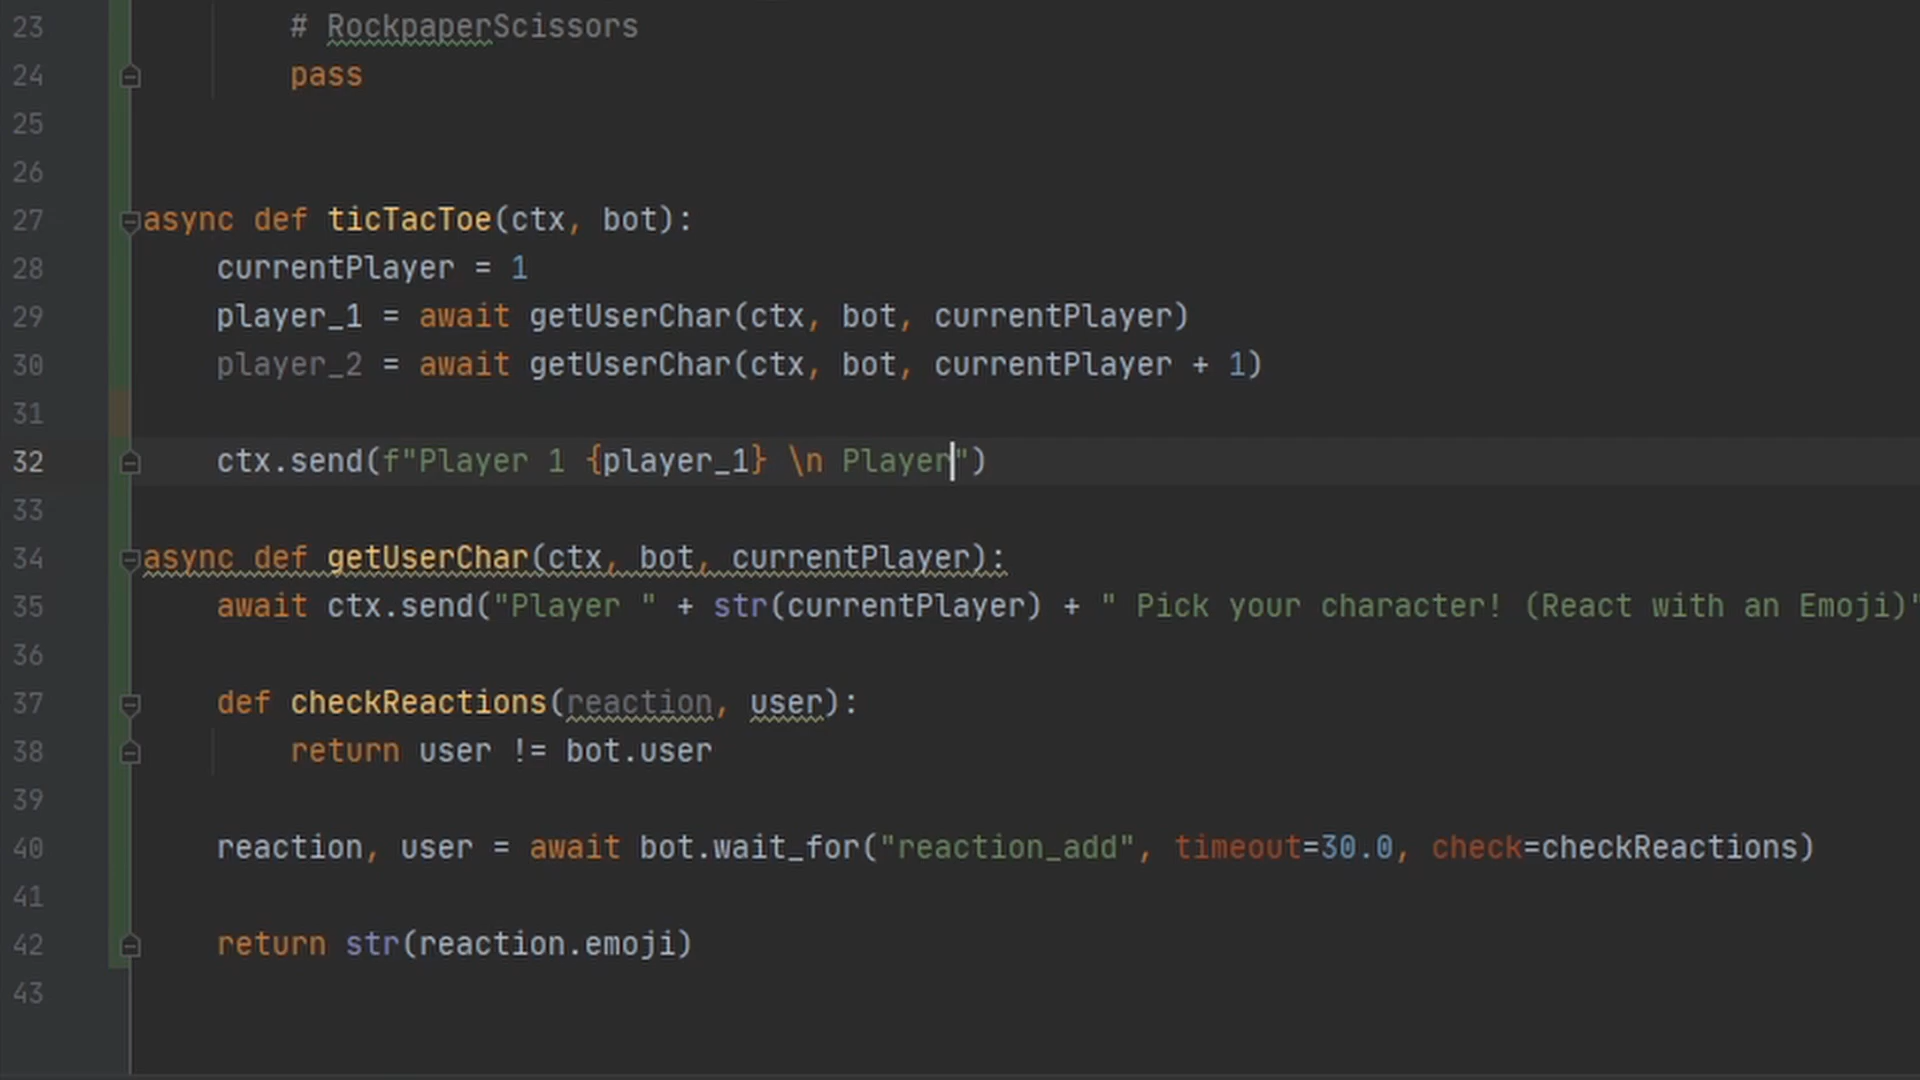 23 # RockpaperScissors
24 pass
25
26
27 async def ticTacToe(ctx, bot):
28 currentPlayer = 1
29 player_1 = await getUserChar(ctx, bot, currentPlayer)
30 player_2 = await getUserChar(ctx, bot, currentPlayer + 1)
31
32 ctx.send(f"Player 1 {player_1} \n Player")
33
34 async def getUserChar(ctx, bot, currentPlayer):
35 await ctx.send("Player " + str(currentPlayer) + " Pick your character! (React with an Emoji)"
36
37 def checkReactions(reaction, user):
38 return user != bot.user
39
40 reaction, user = await bot.wait_for("reaction_add", timeout=30.0, check=checkReactions)
41
42 return str(reaction.emoji)
43